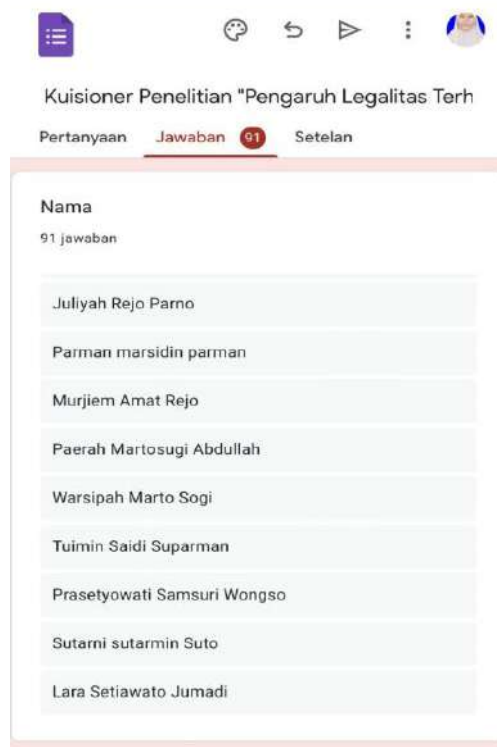 Kuisioner Penelitian "Pengaruh Legalitas Terh
Pertanyaan Jawaban 91 Setelan
Nama
91 jawaban
Juliyah Rejo Parno
Parman marsidin parman
Murjiem Amat Rejo
Paerah Martosugi Abdullah
Warsipah Marto Sogi
Tuimin Saidi Suparman
Prasetyowati Samsuri Wongso
Sutarni sutarmin Suto
Lara Setiawato Jumadi